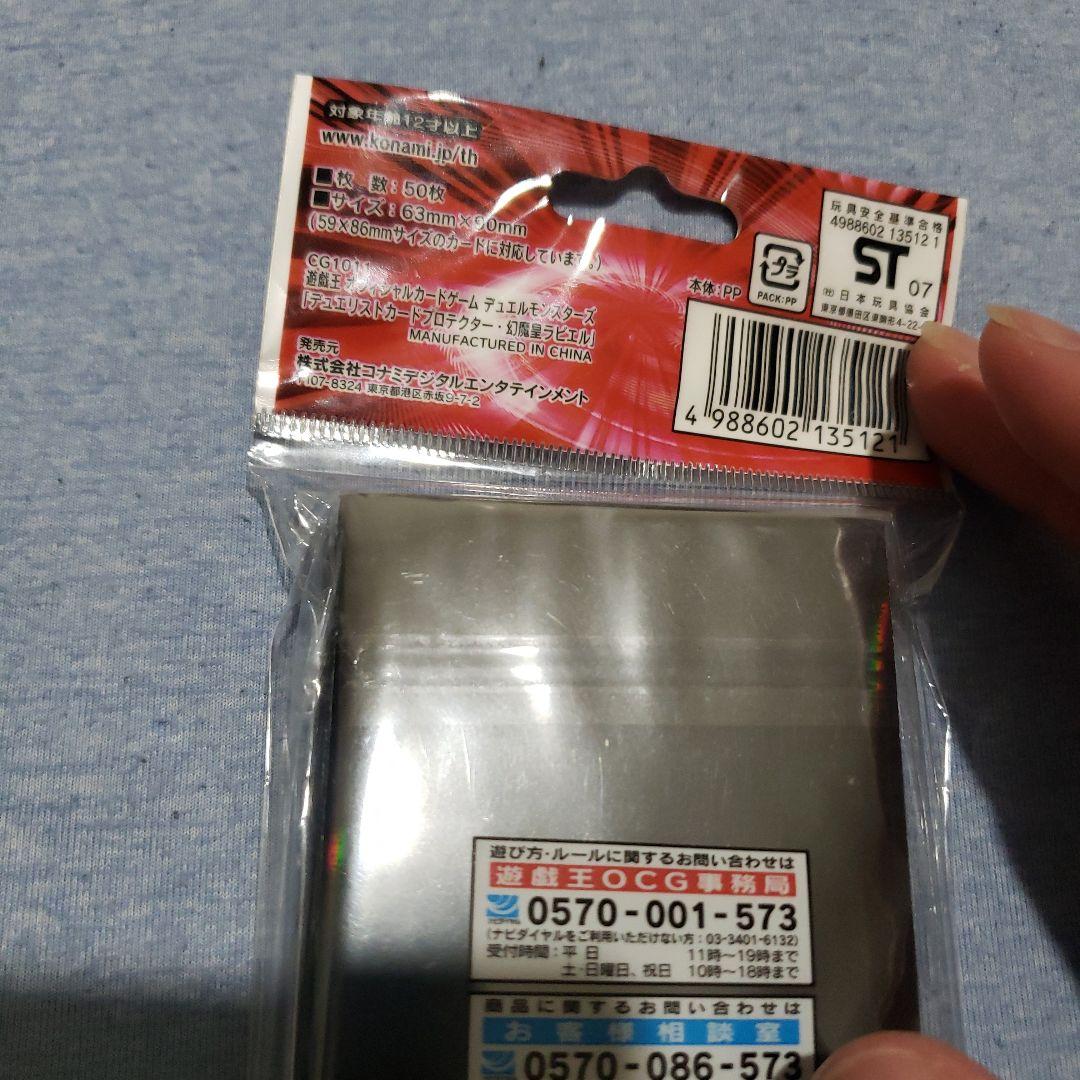 対象年齢12才以上
www.konami.jp/th
■枚 数：50枚
■サイズ：63mm×90mm
(59×86mmサイズのカードに対応しています。)
CG1011
遊戯王 オフィシャルカードゲーム デュエルモンスターズ
「デュエリストカードプロテクター・幻魔皇ラビエル」
MANUFACTURED IN CHINA
発売元
株式会社コナミデジタルエンタテインメント
〒107-8324 東京都港区赤坂9-7-2
本体：PP
プラ
PACK:PP
玩具安全基準合格
4988602 135121
ST 07
(社)日本玩具協会
東京都墨田区東駒形4-22-
4 988602 135121
遊び方・ルールに関するお問い合わせは
遊戯王OCG事務局
0570-001-573
(ナビダイヤルをご利用いただけない方：03-3401-6132)
受付時間：平 日 11時～19時まで
土・日曜日、祝日 10時～18時まで
商品に関するお問い合わせは
お客様相談室
0570-086-573